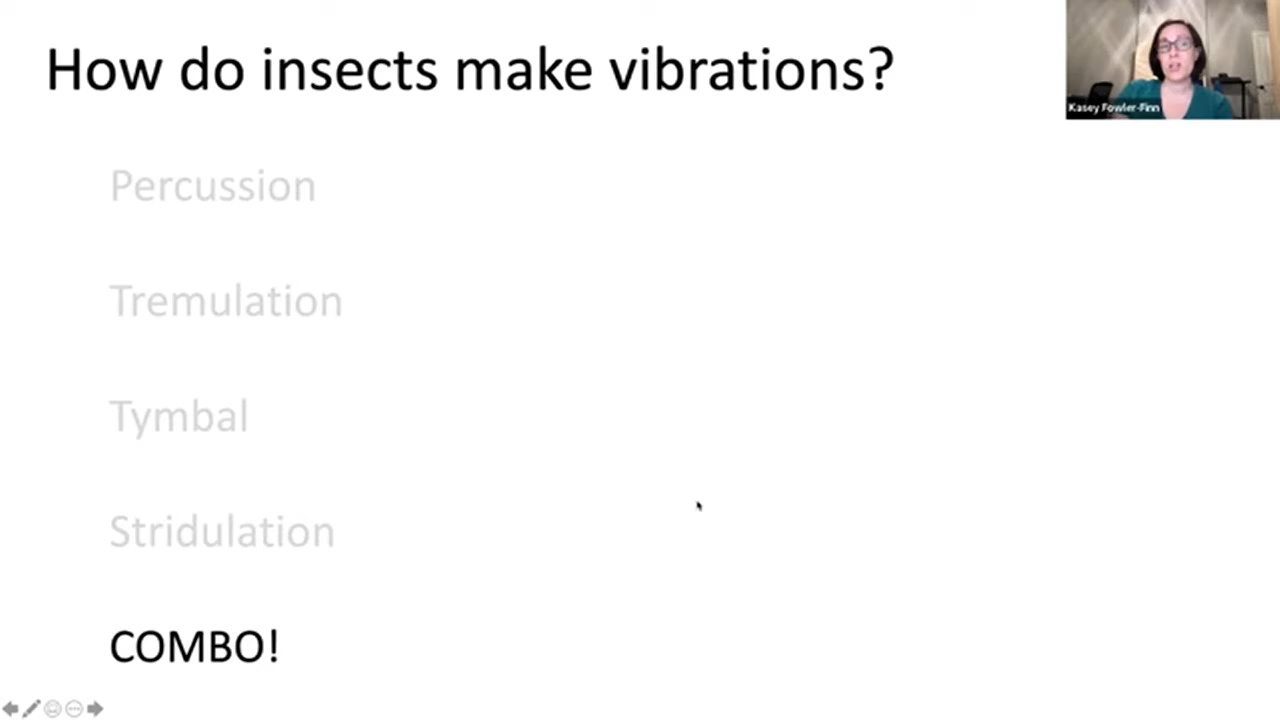 How do insects make vibrations?
Kasey Fowler-Finn
Percussion
Tremulation
Tymbal
Stridulation
COMBO!